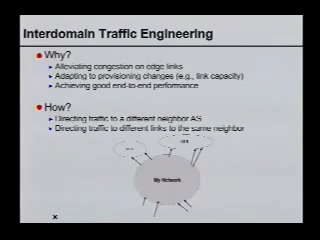 Interdomain Traffic Engineering
Why?
Alleviating congestion on edge links
Adapting to provisioning changes (e.g., link capacity)
Achieving good end-to-end performance
How?
Directing traffic to a different neighbor AS
Directing traffic to different links to the same neighbor
My Network
x